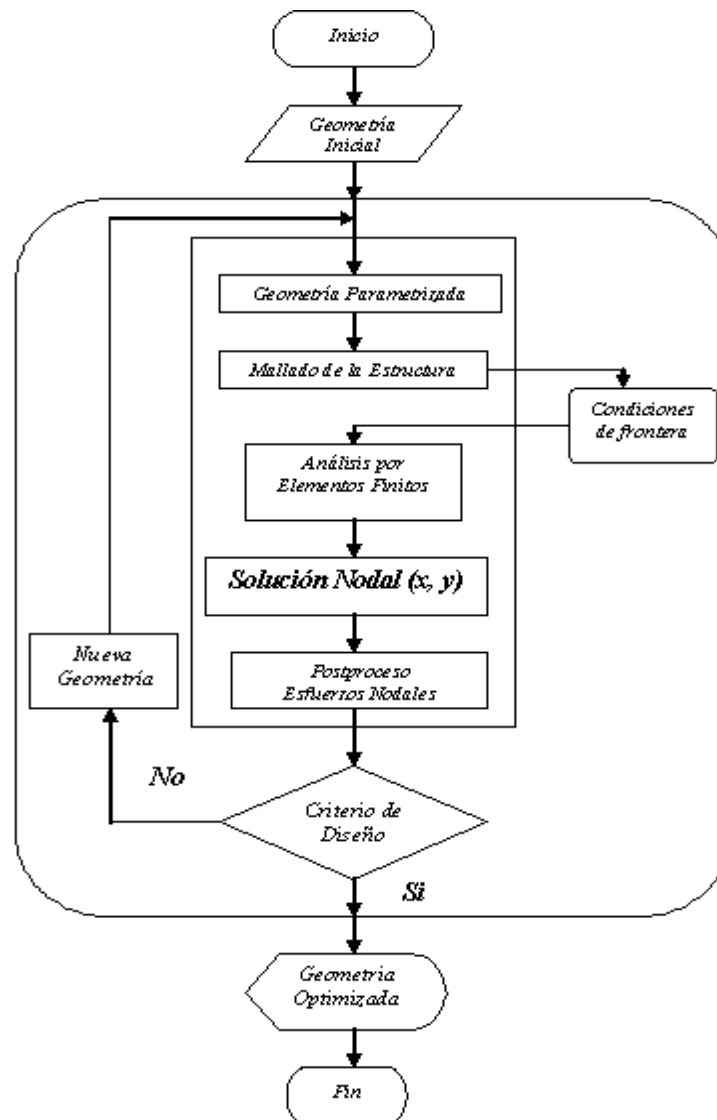 Inicio
Geometría
Inicial
Geometría Parametrizada
Mallado de la Estructura
Condiciones
de frontera
Análisis por
Elementos Finitos
Solución Nodal (x, y)
Nueva
Geometría
Postproceso
Esfuerzos Nodales
No
Criterio de
Diseño
Si
Geometria
Optimizada
Fin